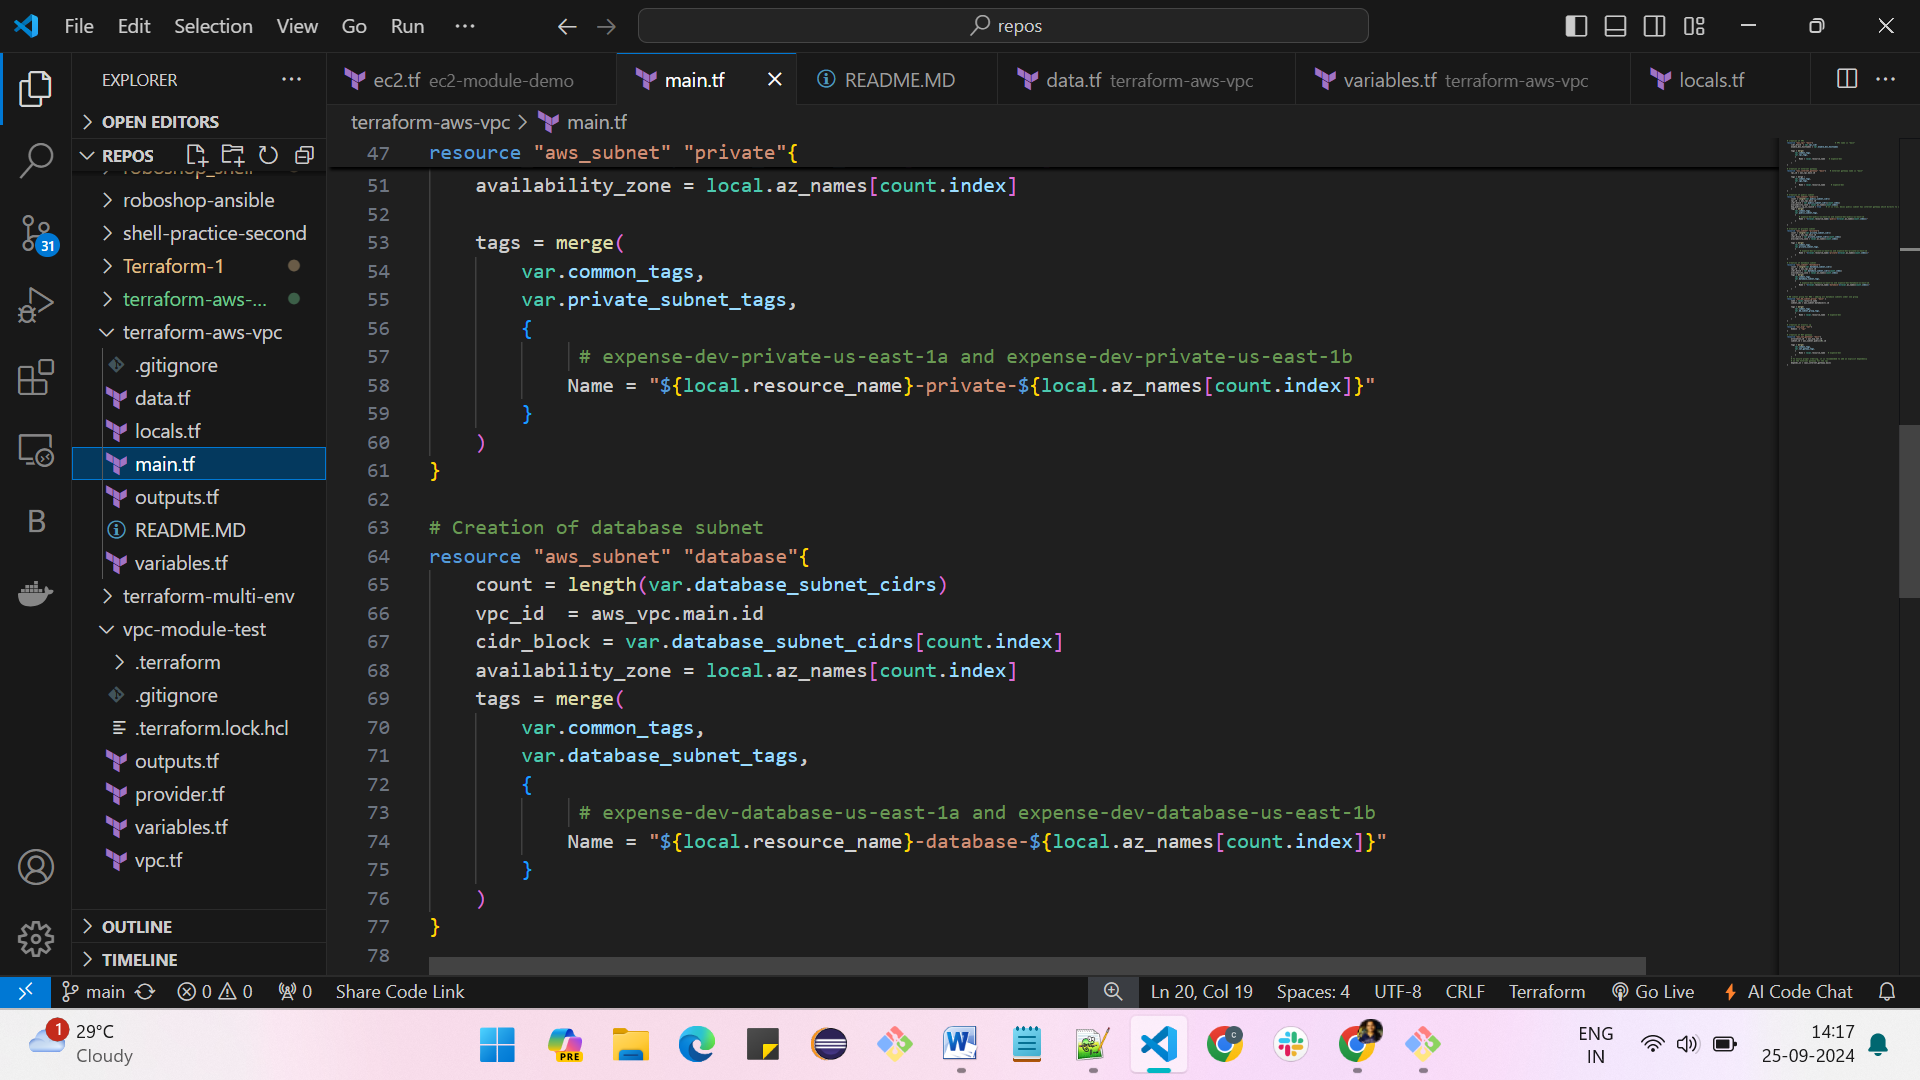 File Edit Selection View Go Run ···
repos
EXPLORER
OPEN EDITORS
REPOS
roboshop_shell
roboshop-ansible
shell-practice-second
Terraform-1
terraform-aws-...
terraform-aws-vpc
.gitignore
data.tf
locals.tf
main.tf
outputs.tf
README.MD
variables.tf
terraform-multi-env
vpc-module-test
.terraform
.gitignore
.terraform.lock.hcl
outputs.tf
provider.tf
variables.tf
vpc.tf
OUTLINE
TIMELINE
31
B
ec2.tf ec2-module-demo main.tf README.MD data.tf terraform-aws-vpc variables.tf terraform-aws-vpc locals.tf
terraform-aws-vpc > main.tf
47 resource "aws_subnet" "private"{
51 availability_zone = local.az_names[count.index]
52
53 tags = merge(
54 var.common_tags,
55 var.private_subnet_tags,
56 {
57 # expense-dev-private-us-east-1a and expense-dev-private-us-east-1b
58 Name = "${local.resource_name}-private-${local.az_names[count.index]}"
59 }
60 )
61 }
62
63 # Creation of database subnet
64 resource "aws_subnet" "database"{
65 count = length(var.database_subnet_cidrs)
66 vpc_id  = aws_vpc.main.id
67 cidr_block = var.database_subnet_cidrs[count.index]
68 availability_zone = local.az_names[count.index]
69 tags = merge(
70 var.common_tags,
71 var.database_subnet_tags,
72 {
73 # expense-dev-database-us-east-1a and expense-dev-database-us-east-1b
74 Name = "${local.resource_name}-database-${local.az_names[count.index]}"
75 }
76 )
77 }
78
main 0 0 0 Share Code Link Ln 20, Col 19 Spaces: 4 UTF-8 CRLF Terraform Go Live AI Code Chat
1
29°C
Cloudy
PRE
ENG
IN
14:17
25-09-2024